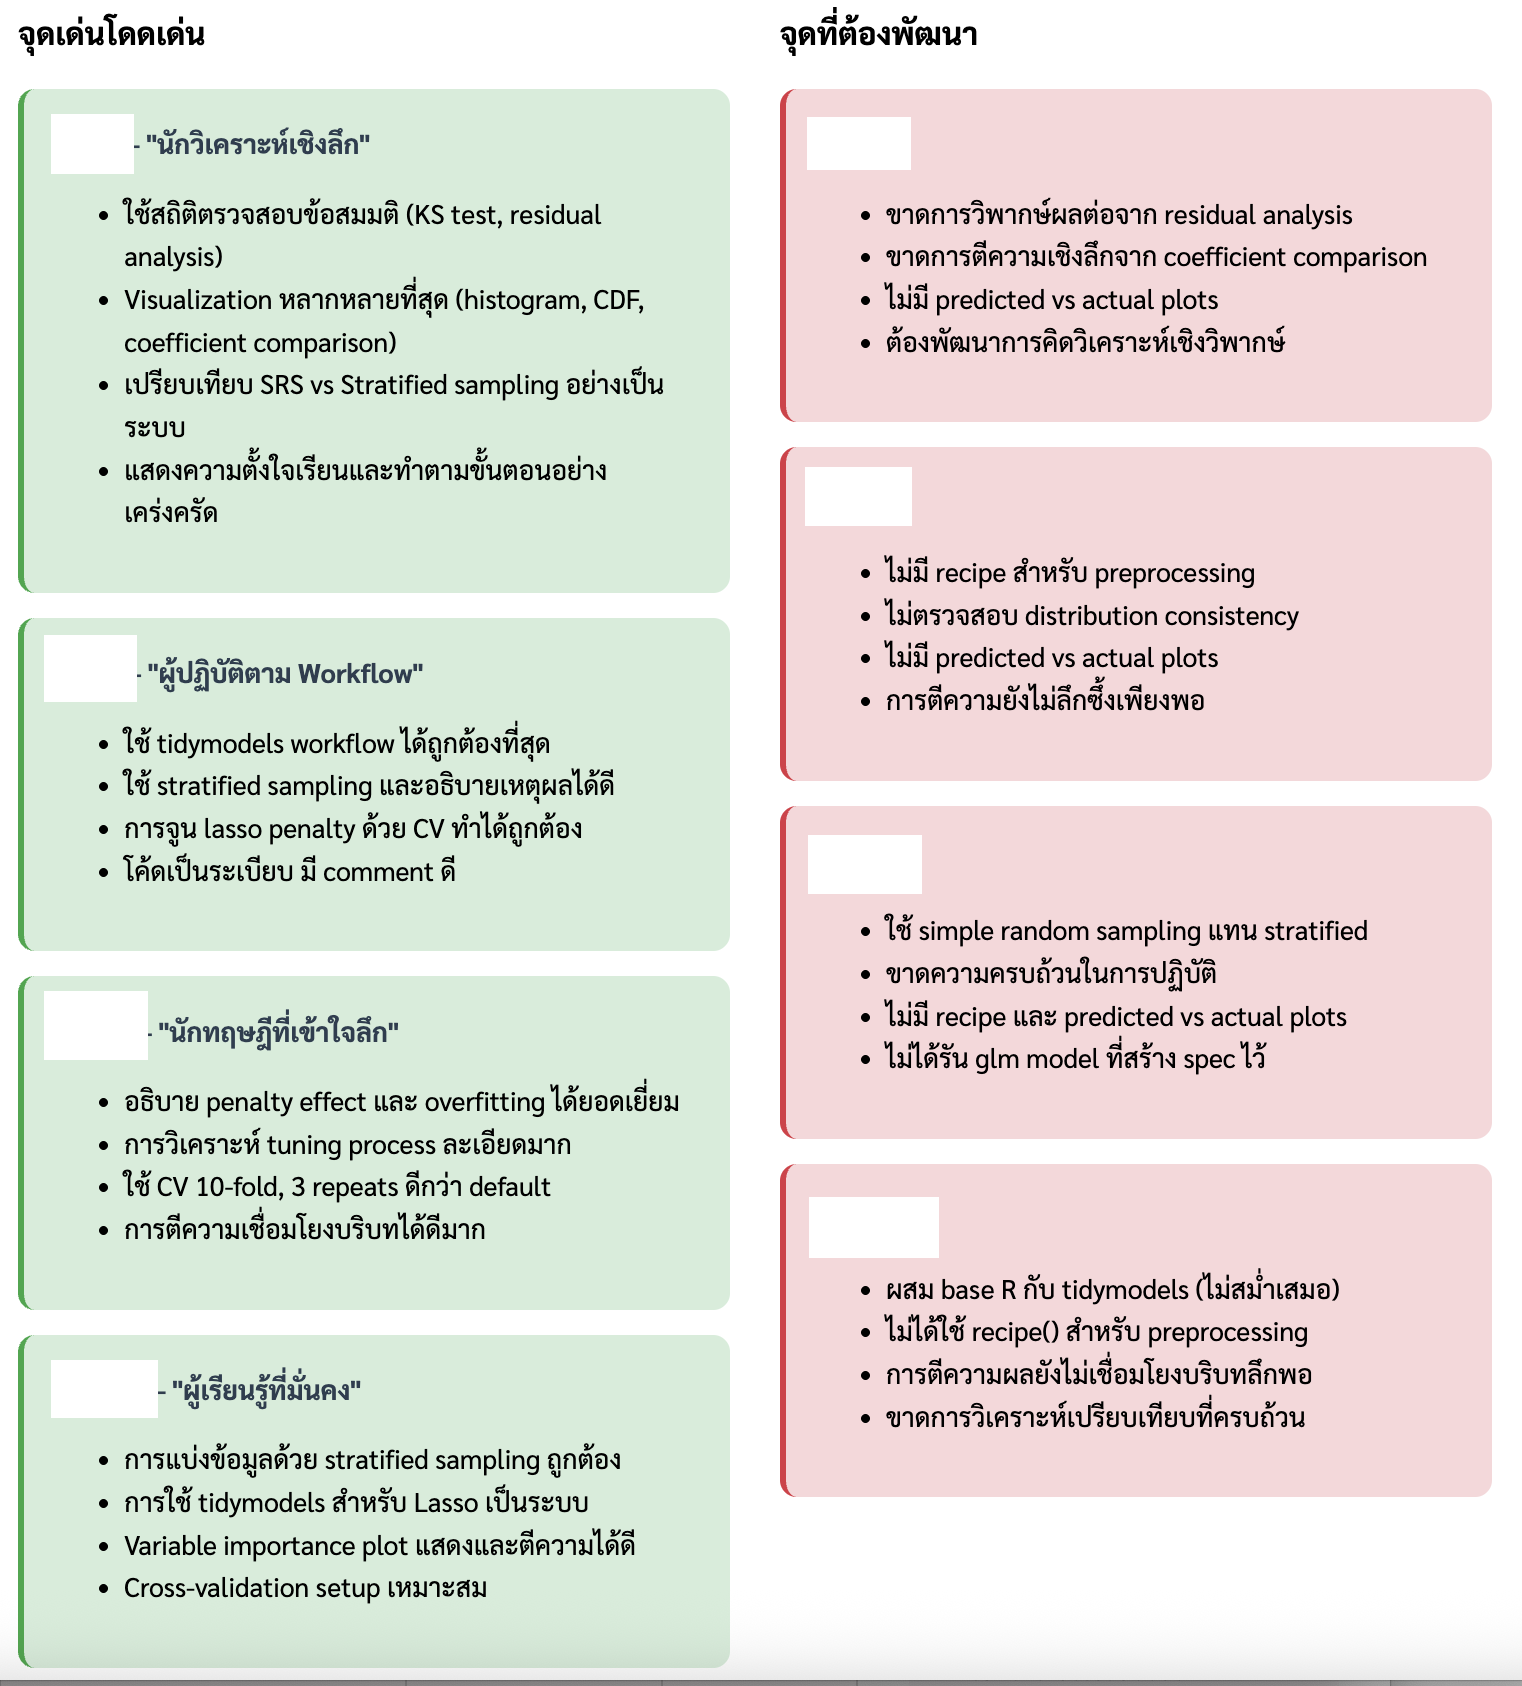 จุดเด่นโดดเด่น
- "นักวิเคราะห์เชิงลึก"
• ใช้สถิติตรวจสอบข้อสมมติ (KS test, residual
analysis)
• Visualization หลากหลายที่สุด (histogram, CDF,
coefficient comparison)
• เปรียบเทียบ SRS vs Stratified sampling อย่างเป็น
ระบบ
• แสดงความตั้งใจเรียนและทำตามขั้นตอนอย่าง
เคร่งครัด
- "ผู้ปฏิบัติตาม Workflow"
• ใช้ tidymodels workflow ได้ถูกต้องที่สุด
• ใช้ stratified sampling และอธิบายเหตุผลได้ดี
• การจูน lasso penalty ด้วย CV ทำได้ถูกต้อง
• โค้ดเป็นระเบียบ มี comment ดี
- "นักทฤษฎีที่เข้าใจลึก"
• อธิบาย penalty effect และ overfitting ได้ยอดเยี่ยม
• การวิเคราะห์ tuning process ละเอียดมาก
• ใช้ CV 10-fold, 3 repeats ดีกว่า default
• การตีความเชื่อมโยงบริบทได้ดีมาก
- "ผู้เรียนรู้ที่มั่นคง"
• การแบ่งข้อมูลด้วย stratified sampling ถูกต้อง
• การใช้ tidymodels สำหรับ Lasso เป็นระบบ
• Variable importance plot แสดงและตีความได้ดี
• Cross-validation setup เหมาะสม
จุดที่ต้องพัฒนา
• ขาดการวิพากษ์ผลต่อจาก residual analysis
• ขาดการตีความเชิงลึกจาก coefficient comparison
• ไม่มี predicted vs actual plots
• ต้องพัฒนาการคิดวิเคราะห์เชิงวิพากษ์
• ไม่มี recipe สำหรับ preprocessing
• ไม่ตรวจสอบ distribution consistency
• ไม่มี predicted vs actual plots
• การตีความยังไม่ลึกซึ้งเพียงพอ
• ใช้ simple random sampling แทน stratified
• ขาดความครบถ้วนในการปฏิบัติ
• ไม่มี recipe และ predicted vs actual plots
• ไม่ได้รัน glm model ที่สร้าง spec ไว้
• ผสม base R กับ tidymodels (ไม่สม่ำเสมอ)
• ไม่ได้ใช้ recipe() สำหรับ preprocessing
• การตีความผลยังไม่เชื่อมโยงบริบทลึกพอ
• ขาดการวิเคราะห์เปรียบเทียบที่ครบถ้วน